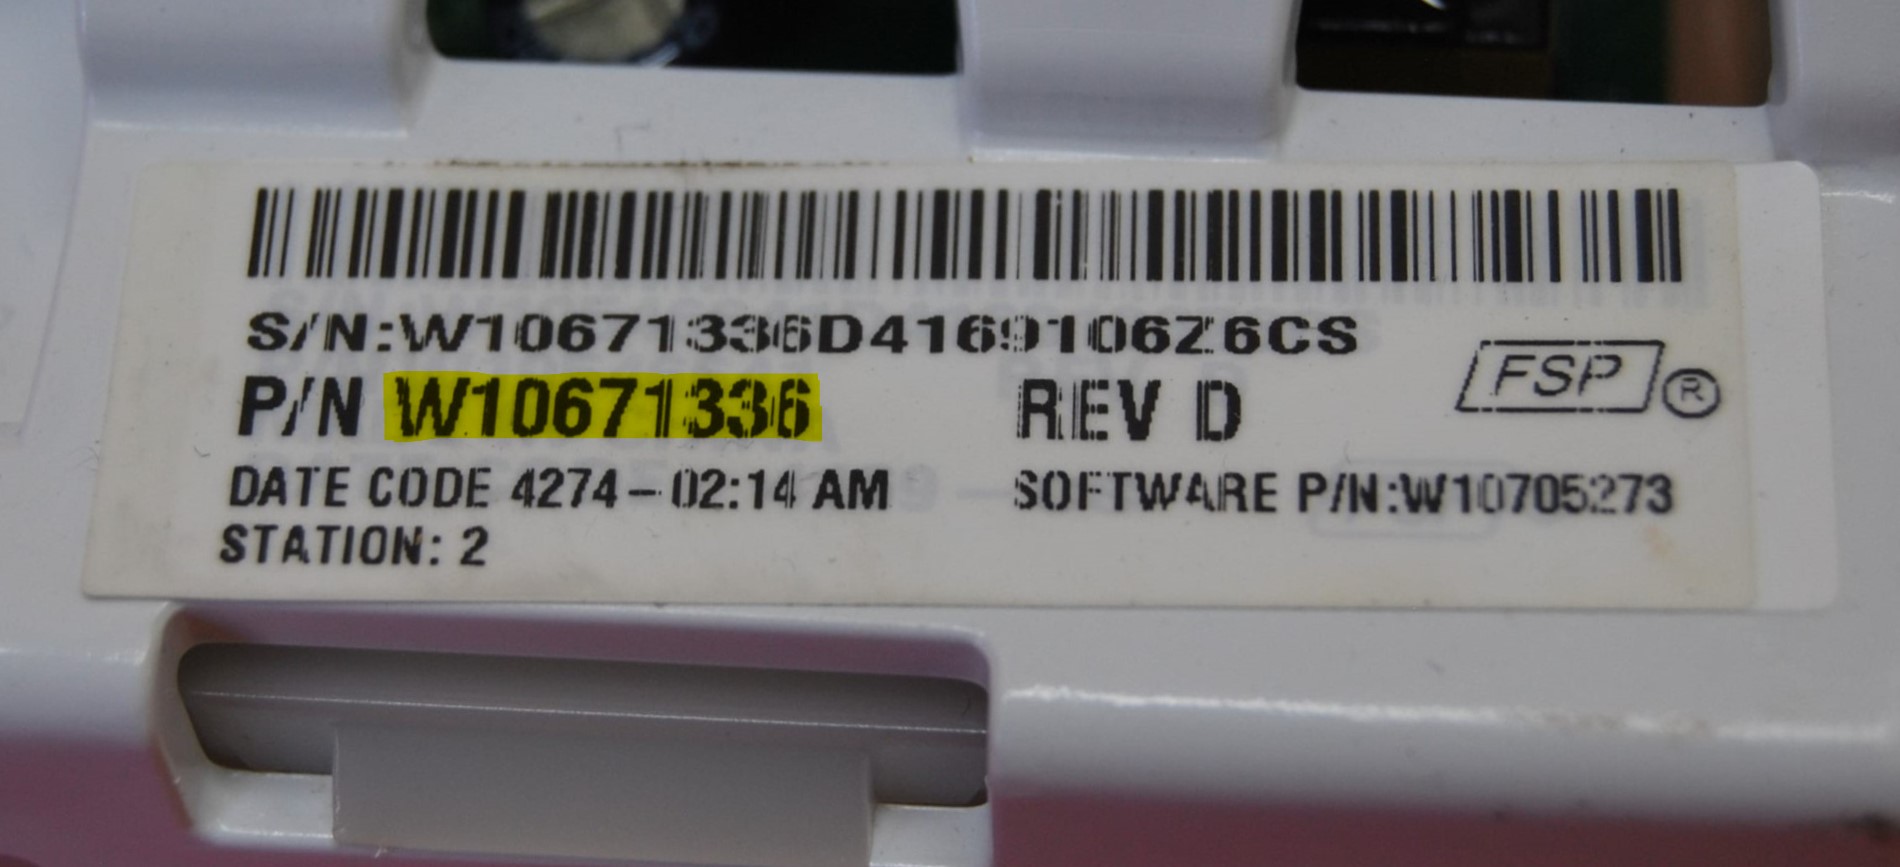 S/N:W10671336D4169106Z6CS
P/N W10671336 REV D FSP ®
DATE CODE 4274-02:14 AM SOFTWARE P/N:W10705273
STATION: 2